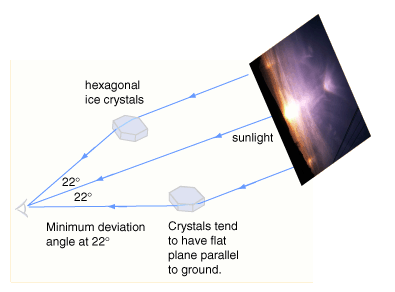 hexagonal
ice crystals
sunlight
22°
22°
Minimum deviation
angle at 22°
Crystals tend
to have flat
plane parallel
to ground.